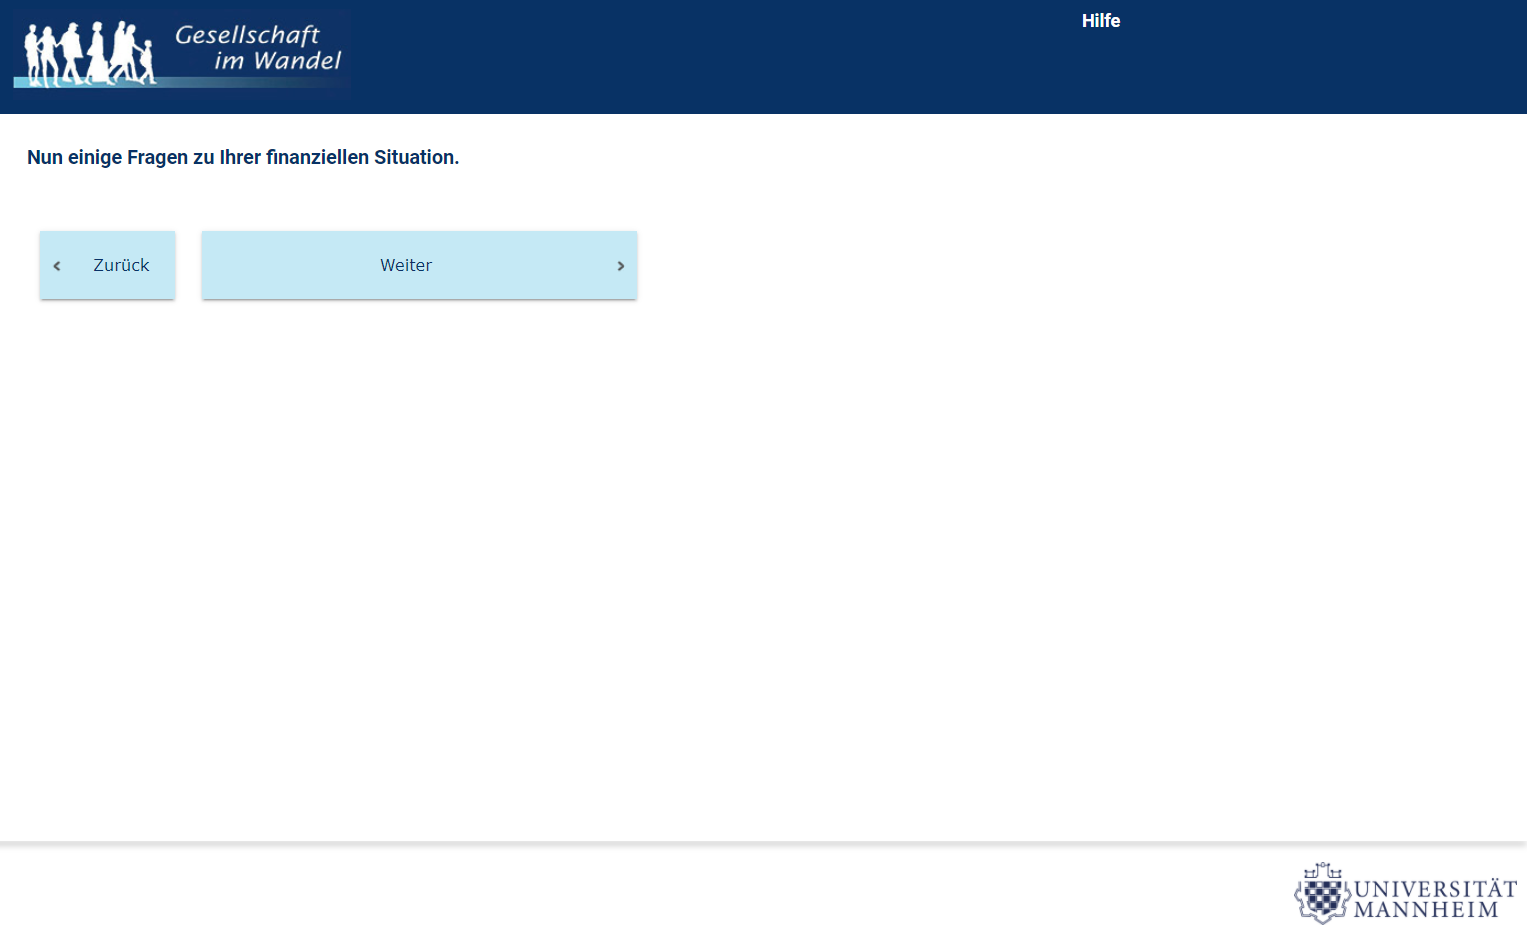 Gesellschaft
im Wandel
Hilfe
Nun einige Fragen zu Ihrer finanziellen Situation.
Zurück
Weiter
UNIVERSITÄT
MANNHEIM